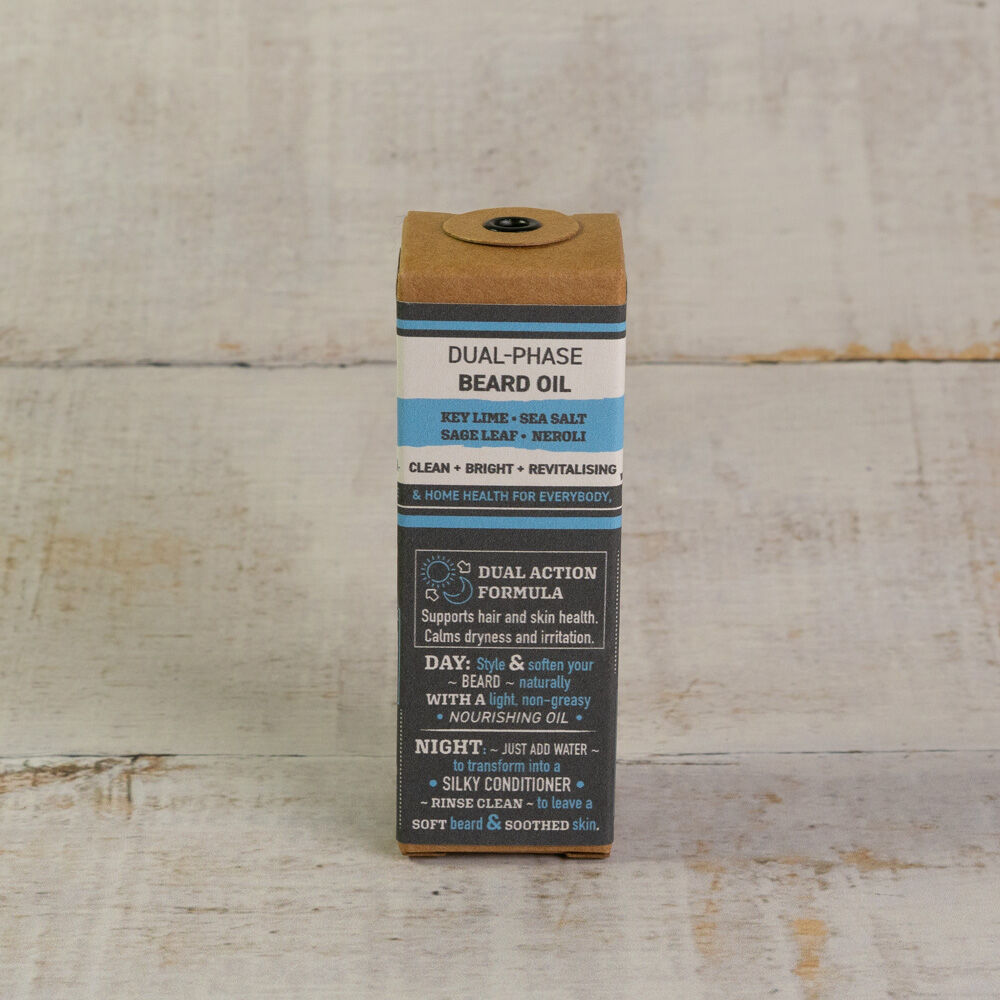 DUAL-PHASE
BEARD OIL
KEY LIME • SEA SALT
SAGE LEAF • NEROLI
CLEAN + BRIGHT + REVITALISING
& HOME HEALTH FOR EVERYBODY,
DUAL ACTION
FORMULA
Supports hair and skin health.
Calms dryness and irritation.
DAY: Style & soften your
~ BEARD ~ naturally
WITH A light, non-greasy
• NOURISHING OIL •
NIGHT: ~ JUST ADD WATER ~
to transform into a
• SILKY CONDITIONER •
~ RINSE CLEAN ~ to leave a
SOFT beard & SOOTHED skin.